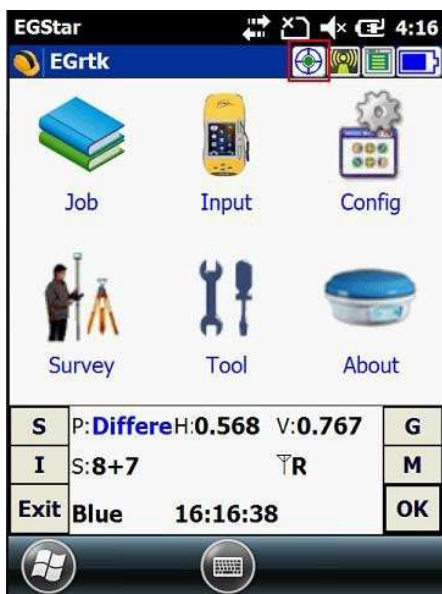 EGStar 4:16
EGrtk
Job Input Config
Survey Tool About
S P:Differe H:0.568 V:0.767 G
I S:8+7 R M
Exit Blue 16:16:38 OK